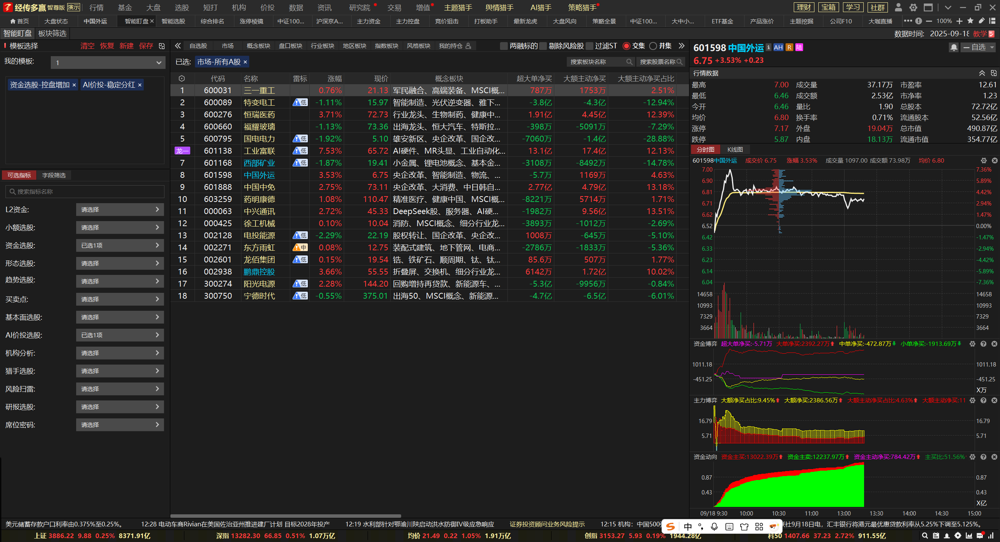 经传多赢 智尊版 演示 行情 基金 大盘 选股 短打 机构 价投 数据 资讯 研究院 交易 增值 主题猎手 舆情猎手 AI猎手 策略猎手 理财 宝箱 学习 社群
首页 大盘状态 中国外运 智能盯盘 智能选股 综合排名 涨停棱镜 中证100... 沪深京A... 主力资金 主力控盘 竞价狙击 打板助手 最新龙虎 大盘风向 策略全景 中证100... 大中小... ETF基金 产品涨价 主题挖掘 公司F10 大咖直播 100%
智能盯盘 板块筛选 数据时间: 2025-09-18 教学
模板选择 清空 恢复 新建 保存
我的模板: 1
资金选股-控盘增加 × AI价投-稳定分红 ×
可选指标 字段筛选
搜索指标名称
L2资金: 请选择
小额选股: 请选择
资金选股: 已选1项
形态选股: 请选择
趋势选股: 请选择
买卖点: 请选择
基本面选股: 请选择
AI价投选股: 已选1项
机构分析: 请选择
猎手选股: 请选择
风险扫雷: 请选择
研报选股: 请选择
席位密码: 请选择
自选股 市场 概念板块 盘口板块 行业板块 地区板块 指数板块 风格板块 我的持仓 两融标的 剔除风险股 过滤ST 交集 并集
已选: 市场-所有A股 × 搜索板块名称 搜索股票名称
代码 名称 雷标 涨幅 现价 概念板块 超大单净买 大额主动净买 大额主动净买占比
1 600031 三一重工 0.76% 21.13 军民融合、高端装备、MSCI概... 787万 1753万 2.51%
2 600089 特变电工 低 -1.11% 15.97 智能制造、光伏逆变器、雅下... -3.8亿 -4.3亿 -12.94%
3 600276 恒瑞医药 3.71% 72.73 行业龙头、生物制药、健康中... 1.91亿 4.45亿 12.39%
4 600660 福耀玻璃 -1.13% 73.36 出海龙头、恒大汽车、特斯拉... -398万 -5091万 -7.29%
5 600795 国电电力 低 -1.92% 5.10 雄安新区、央企改革、国企改... -7060万 -1.4亿 -28.88%
龙一 601138 工业富联 低 7.53% 65.72 AI硬件、MR头显、工业自动化... 13.1亿 17.4亿 12.13%
7 601168 西部矿业 低 -1.87% 19.41 小金属、锂电池概念、基本金... -3108万 -8492万 -14.78%
8 601598 中国外运 3.53% 6.75 央企改革、智能制造、物流、... -5.7万 1169万 4.63%
9 601888 中国中免 2.75% 73.11 央企改革、大消费、中日韩自... 2.77亿 4.79亿 13.18%
10 603259 药明康德 1.08% 110.47 精准医疗、健康中国、MSCI概... -8221万 5714万 1.71%
11 000063 中兴通讯 2.72% 45.33 DeepSeek股、服务器、AI硬... -1982万 9.56亿 13.51%
12 000425 徐工机械 0.10% 10.04 消防、MSCI概念、细分行业龙... -3893万 -1012万 -2.69%
13 002128 电投能源 低 -2.29% 22.19 股权转让、国企改革、央企改... 1008万 -645万 -5.10%
14 002271 东方雨虹 中 0.08% 12.75 装配式建筑、地下管网、电商... -2786万 -1833万 -5.36%
15 002601 龙佰集团 低 0.15% 19.54 锆、铁矿石、顺周期、钛、钛... 85.6万 507万 1.77%
16 002938 鹏鼎控股 3.66% 55.55 折叠屏、交换机、细分行业龙... 6142万 1.72亿 10.02%
17 300274 阳光电源 低 2.28% 144.20 回购增持再贷款、新能源车、... -5.3亿 -9956万 -0.84%
18 300750 宁德时代 低 -0.55% 375.01 出海50、MSCI概念、新能源... -4.7亿 -6.5亿 -6.01%
601598 中国外运 i AH R 陆 自选
6.75 +3.53% +0.23
行情数据
最高 7.00 成交量 37.17万 市盈率 12.61
最低 6.46 成交额 2.53亿 市净率 1.23
今开 6.46 量比 1.90 总股本 72.72亿
均价 6.80 换手率 0.71% 流通股本 52.56亿
涨停 7.17 外盘 19.04万 总市值 490.87亿
跌停 5.87 内盘 18.13万 流通市值 354.77亿
分时图 K线图
601598中国外运 成交价 6.75 涨幅 3.53% 成交量 1097.00 成交额 73.98万 均价 6.80
7.00 7.36%
6.90 5.89%
6.81 4.42%
6.71 2.94%
6.62 1.47%
6.52 0.00%
6.42 -1.47%
6.33 -2.94%
6.23 -4.42%
6.14 -5.89%
6.04 -7.36%
14658 14658
10993 10993
7329 7329
3664 3664
资金博弈 超大单净买:-5.71万 大单净买:2392.27万 中单净买:-472.87万 小单净买:-1913.69万
1011.18 1011.18
-451.25 -451.25
X万
主力博弈 大额净买占比:9.45% 大额净买:2386.56万 大额主动净买占比:4.63% 大额主动净买:11
16.79 16.79
5.71 5.71
资金动向 资金主买:13022.39万 资金主卖:12237.97万 资金主动净买:784.42万 主买比:51.56%
0.87 0.87
0.43 0.43
X亿
09/18 9:30 10:00 10:30 11:00 13:00 13:30 14:00 14:30 15:00
美元储蓄存款户口利率由0.375%至0.25%。 12:28 电动车商Rivian在美国佐治亚州推进建厂计划 目标2028年投产 12:19 水利部针对鄂渝川陕启动洪水防御IV级应急响应 证券投资顾问业务风险提示 12:15 机构：中国500 联社9月18日电，汇丰银行将港元最优惠贷款利率从5.25%下调至5.125%。
中
上证 3886.22 9.88 0.25% 8371.91亿 深指 13282.30 66.85 0.51% 1.07万亿 均价 21.49 0.22 1.05% 1.91万亿 创指 3153.27 5.93 0.19% 1944.28亿 科50 1407.66 37.23 2.72% 911.55亿